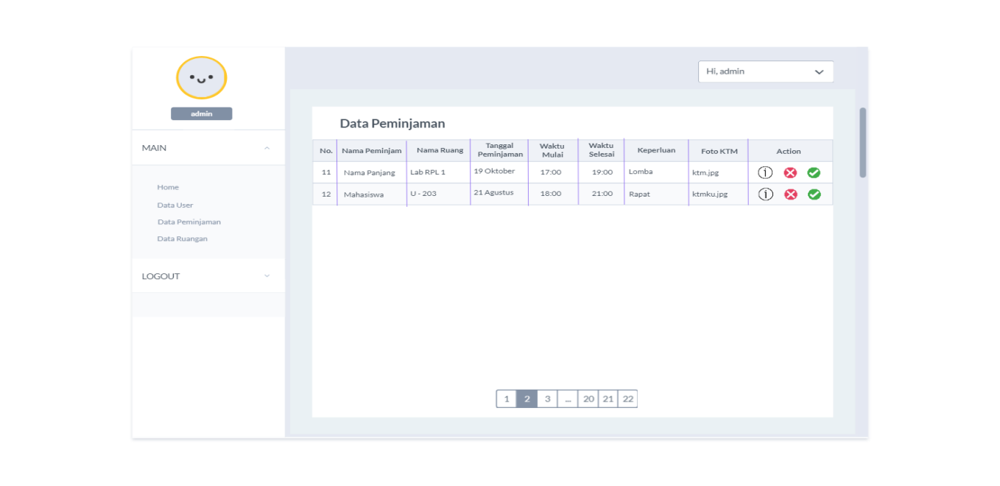 Hi, admin
admin
MAIN
Home
Data User
Data Peminjaman
Data Ruangan
LOGOUT
Data Peminjaman
No. Nama Peminjam Nama Ruang Tanggal Peminjaman Waktu Mulai Waktu Selesai Keperluan Foto KTM Action
11 Nama Panjang Lab RPL 1 19 Oktober 17:00 19:00 Lomba ktm.jpg
12 Mahasiswa U - 203 21 Agustus 18:00 21:00 Rapat ktmku.jpg
1 2 3 ... 20 21 22